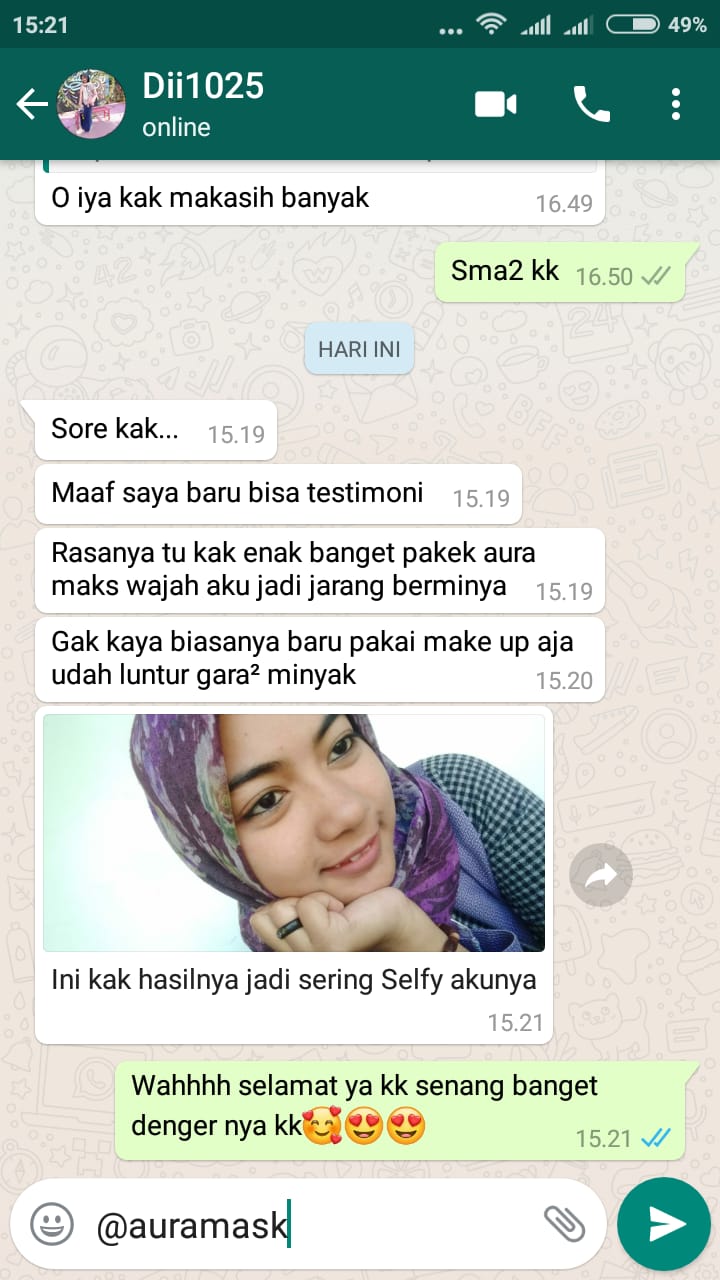 15:21
49%
Dii1025
online
O iya kak makasih banyak
16.49
Sma2 kk 16.50
HARI INI
Sore kak... 15.19
Maaf saya baru bisa testimoni 15.19
Rasanya tu kak enak banget pakek aura
maks wajah aku jadi jarang berminya 15.19
Gak kaya biasanya baru pakai make up aja
udah luntur gara² minyak 15.20
Ini kak hasilnya jadi sering Selfy akunya
15.21
Wahhhh selamat ya kk senang banget
denger nya kk🥰😍😍 15.21
@auramask